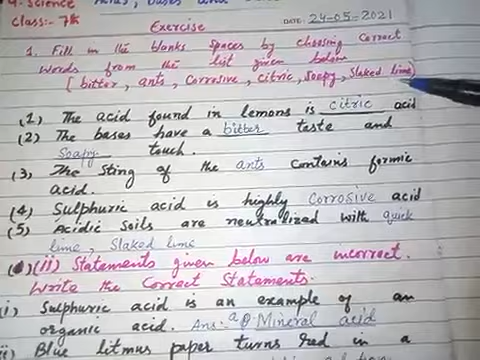 Science
Class:- 7th
Exercise
DATE: 24-05-2021
1. Fill in the blanks spaces by choosing Correct
words from the list given below
[ bitter, ants, Corrosive, citric, soapy, slaked lime]
(1) The acid found in lemons is citric acid
(2) The bases have a bitter taste and
Soapy touch.
(3) The sting of the ants contains formic
acid.
(4) Sulphuric acid is highly Corrosive acid
(5) Acidic Soils are neutralized with quick
lime, Slaked lime
(ii) Statements given below are incorrect.
Write the Correct Statements.
(i) Sulphuric acid is an example of an
organic acid. Ans: Mineral acid
Blue litmus paper turns Red in a